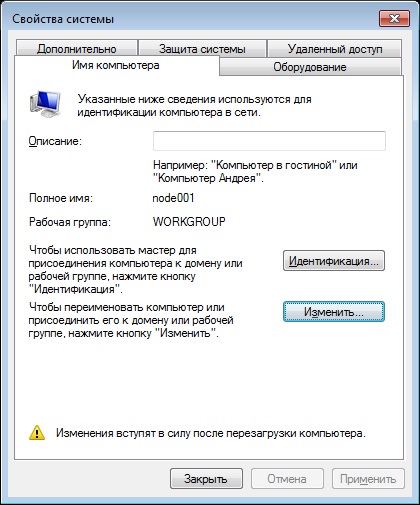 Свойства системы
Дополнительно
Защита системы
Удаленный доступ
Имя компьютера
Оборудование
Указанные ниже сведения используются для
идентификации компьютера в сети.
Описание:
Например: "Компьютер в гостиной" или
"Компьютер Андрея".
Полное имя: node001
Рабочая группа: WORKGROUP
Чтобы использовать мастер для
присоединения компьютера к домену или
рабочей группе, нажмите кнопку
"Идентификация".
Идентификация...
Чтобы переименовать компьютер или
присоединить его к домену или рабочей
группе, нажмите кнопку "Изменить".
Изменить...
Изменения вступят в силу после перезагрузки компьютера.
Закрыть
Отмена
Применить